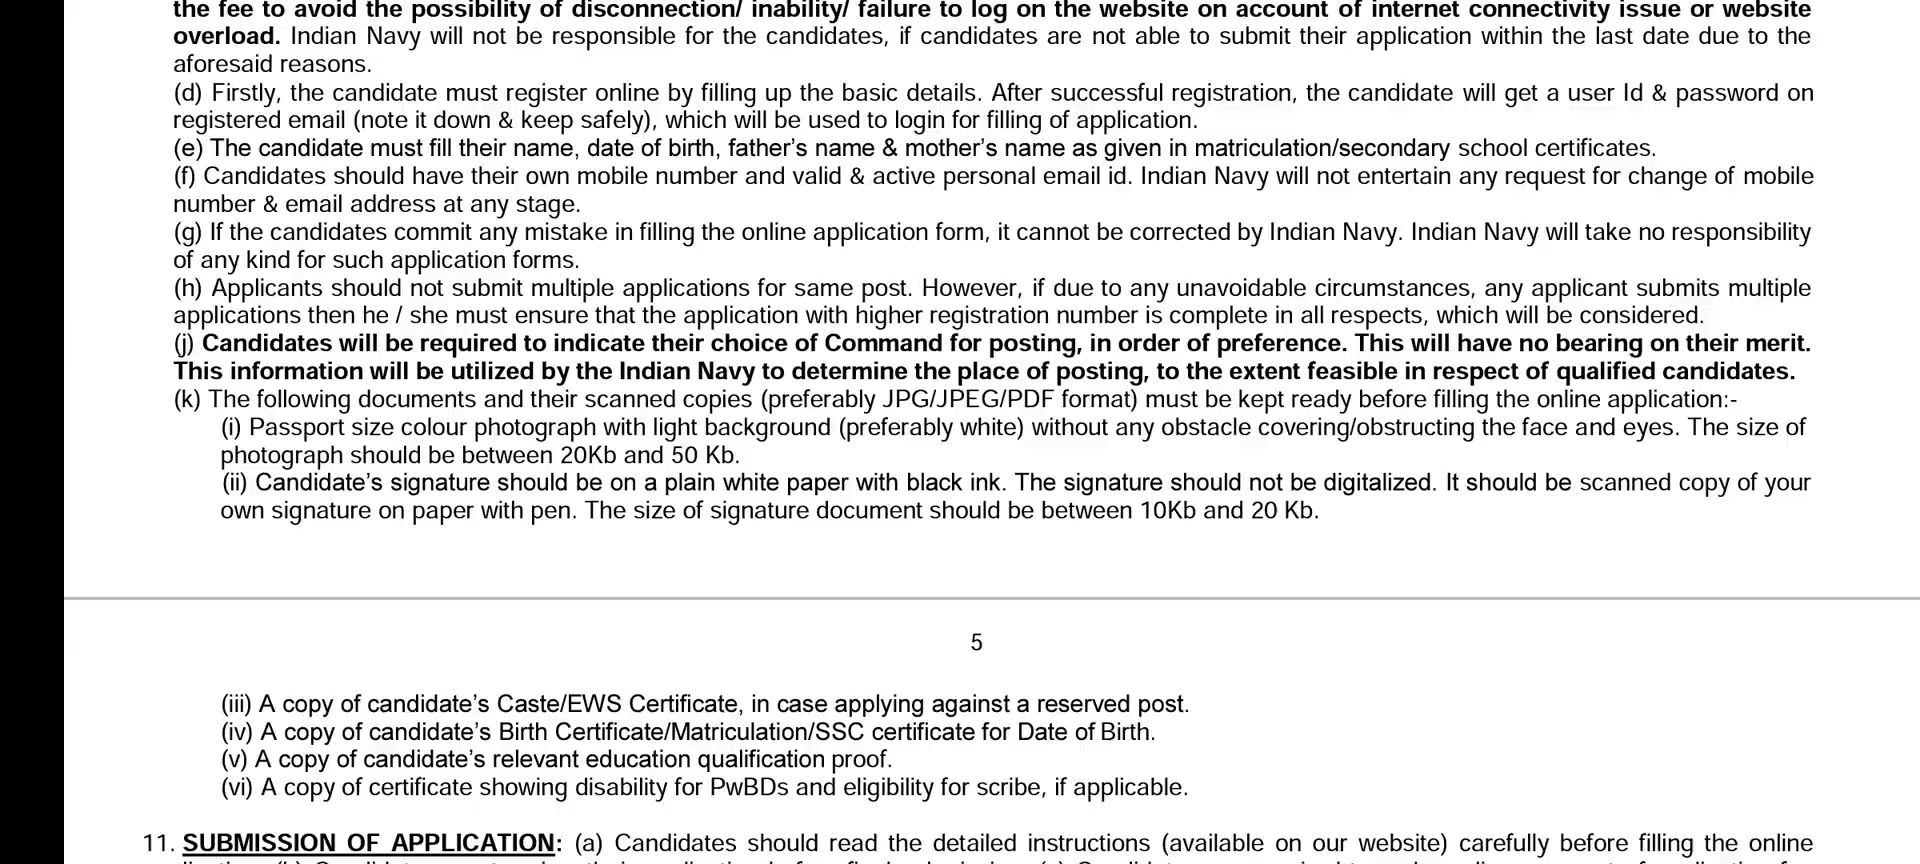 the fee to avoid the possibility of disconnection/ inability/ failure to log on the website on account of internet connectivity issue or website
overload. Indian Navy will not be responsible for the candidates, if candidates are not able to submit their application within the last date due to the
aforesaid reasons.
(d) Firstly, the candidate must register online by filling up the basic details. After successful registration, the candidate will get a user Id & password on
registered email (note it down & keep safely), which will be used to login for filling of application.
(e) The candidate must fill their name, date of birth, father’s name & mother’s name as given in matriculation/secondary school certificates.
(f) Candidates should have their own mobile number and valid & active personal email id. Indian Navy will not entertain any request for change of mobile
number & email address at any stage.
(g) If the candidates commit any mistake in filling the online application form, it cannot be corrected by Indian Navy. Indian Navy will take no responsibility
of any kind for such application forms.
(h) Applicants should not submit multiple applications for same post. However, if due to any unavoidable circumstances, any applicant submits multiple
applications then he / she must ensure that the application with higher registration number is complete in all respects, which will be considered.
(j) Candidates will be required to indicate their choice of Command for posting, in order of preference. This will have no bearing on their merit.
This information will be utilized by the Indian Navy to determine the place of posting, to the extent feasible in respect of qualified candidates.
(k) The following documents and their scanned copies (preferably JPG/JPEG/PDF format) must be kept ready before filling the online application:-
(i) Passport size colour photograph with light background (preferably white) without any obstacle covering/obstructing the face and eyes. The size of
photograph should be between 20Kb and 50 Kb.
(ii) Candidate’s signature should be on a plain white paper with black ink. The signature should not be digitalized. It should be scanned copy of your
own signature on paper with pen. The size of signature document should be between 10Kb and 20 Kb.
5
(iii) A copy of candidate’s Caste/EWS Certificate, in case applying against a reserved post.
(iv) A copy of candidate’s Birth Certificate/Matriculation/SSC certificate for Date of Birth.
(v) A copy of candidate’s relevant education qualification proof.
(vi) A copy of certificate showing disability for PwBDs and eligibility for scribe, if applicable.
11. SUBMISSION OF APPLICATION: (a) Candidates should read the detailed instructions (available on our website) carefully before filling the online